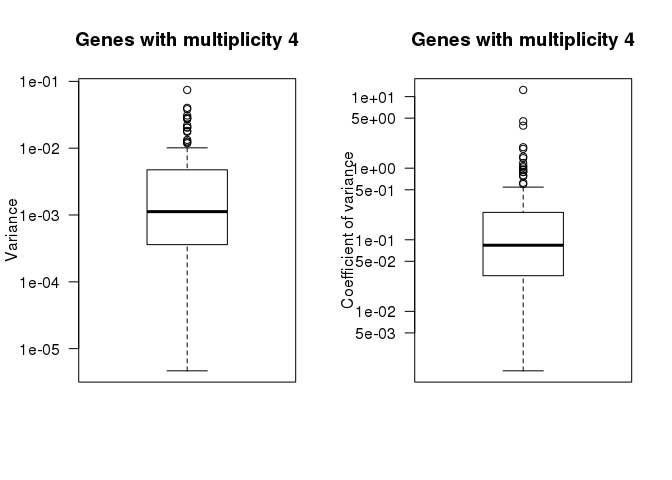 Genes with multiplicity 4
Variance
1e-01
1e-02
1e-03
1e-04
1e-05
Genes with multiplicity 4
Coefficient of variance
1e+01
5e+00
1e+00
5e-01
1e-01
5e-02
1e-02
5e-03